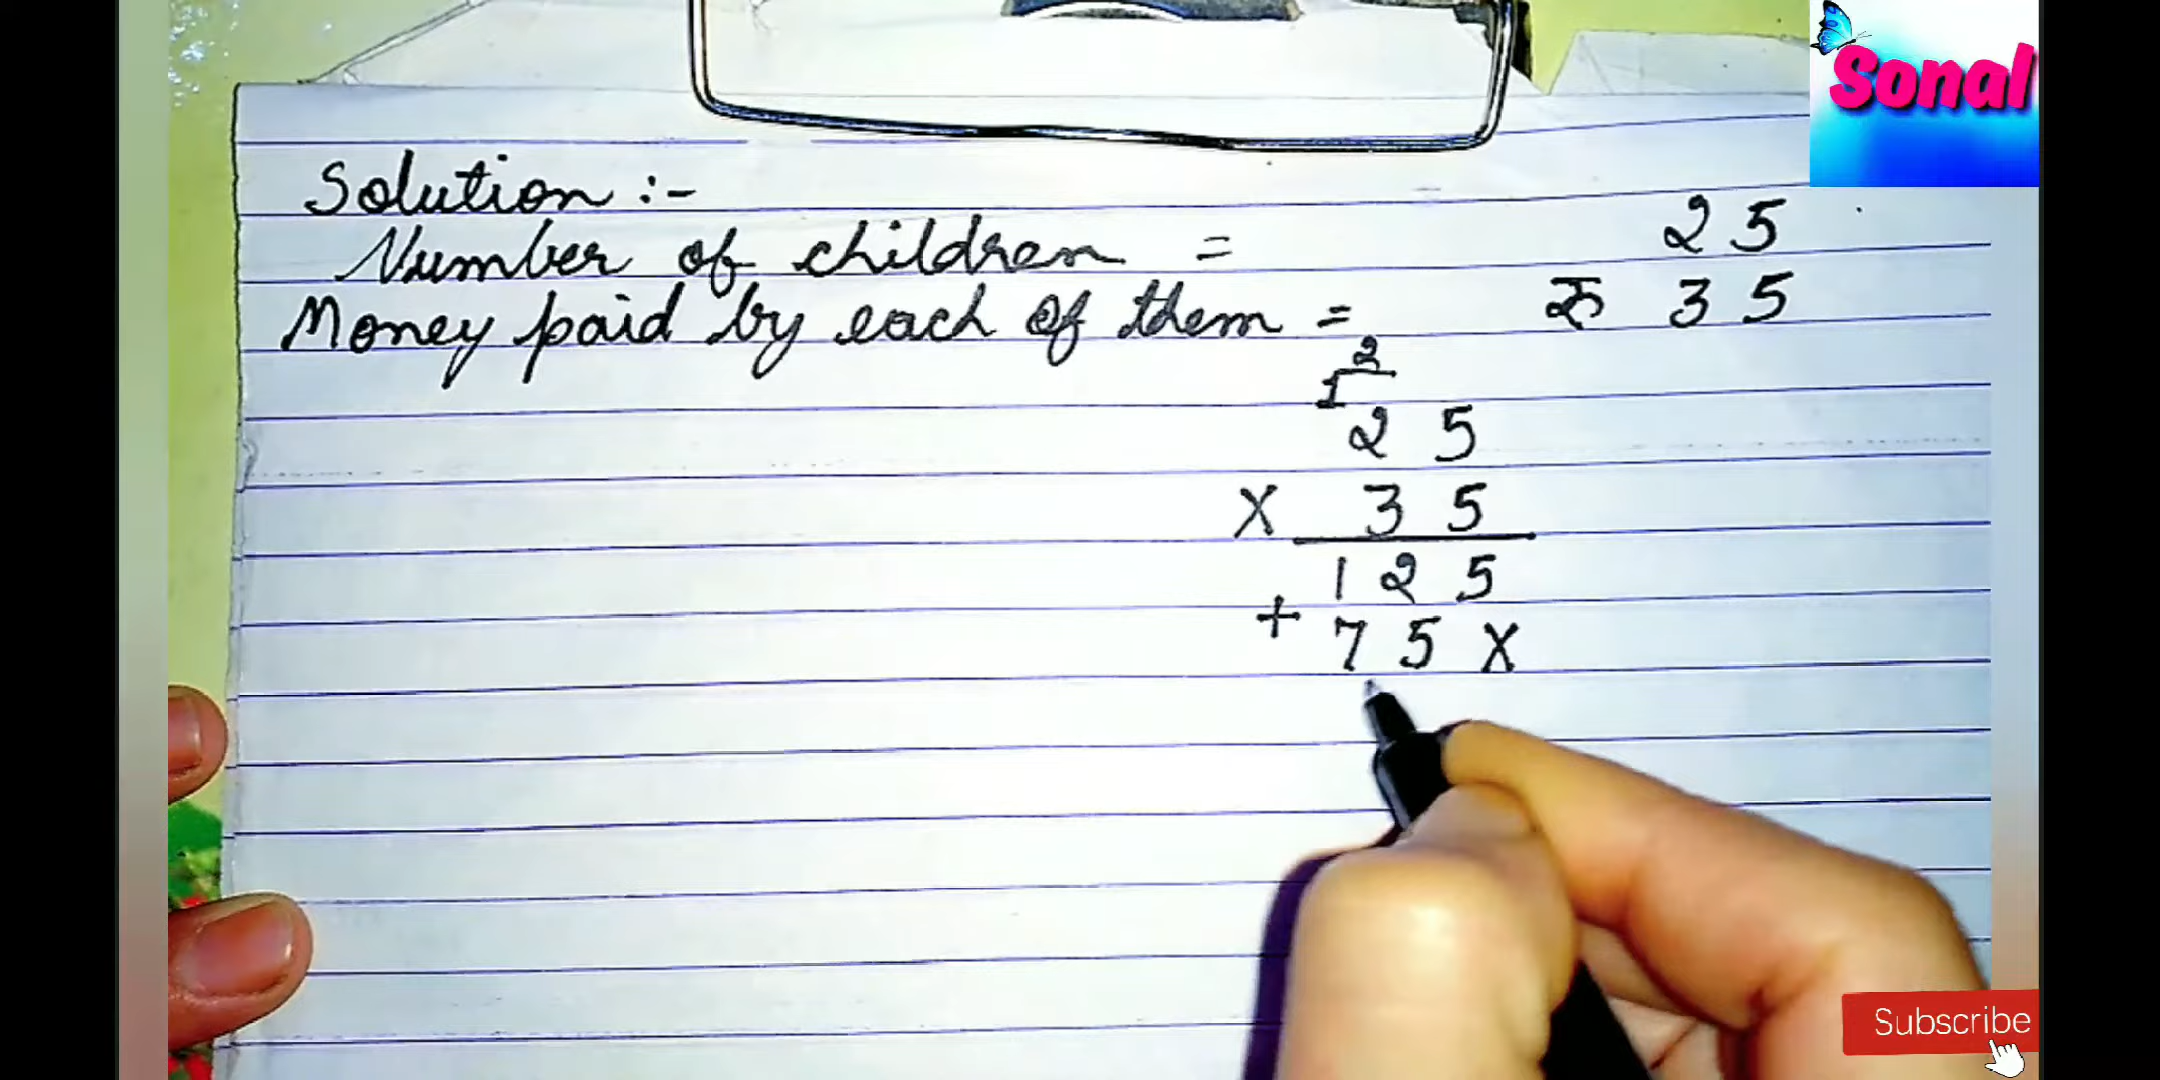 Sonal
Solution :-
Number of children = 25
Money paid by each of them = रु 35
2
1
25
X 35
125
+ 75X
Subscribe